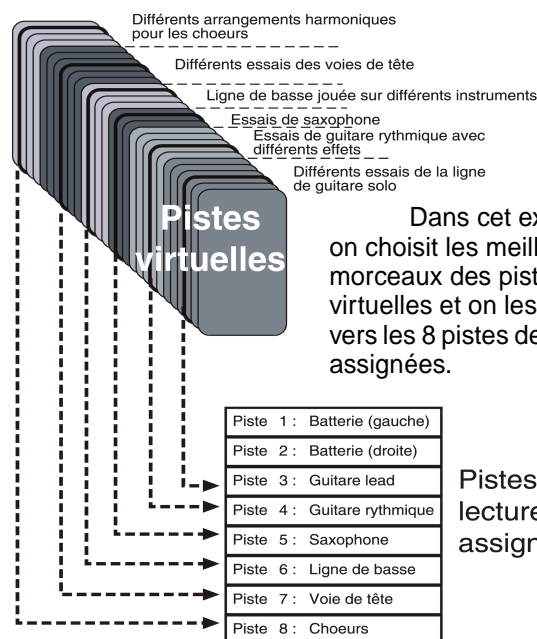 Différents arrangements harmoniques
pour les choeurs
Différents essais des voies de tête
Ligne de basse jouée sur différents instruments
Essais de saxophone
Essais de guitare rythmique avec
différents effets
Différents essais de la ligne
de guitare solo
Pistes
virtuelles
Dans cet
on choisit les
morceaux des
virtuelles et on les
vers les 8 pistes de
assignées.
Piste 1 : Batterie (gauche)
Piste 2 : Batterie (droite)
Piste 3 : Guitare lead
Piste 4 : Guitare rythmique
Piste 5 : Saxophone
Piste 6 : Ligne de basse
Piste 7 : Voie de tête
Piste 8 : Choeurs
Pistes
lecture